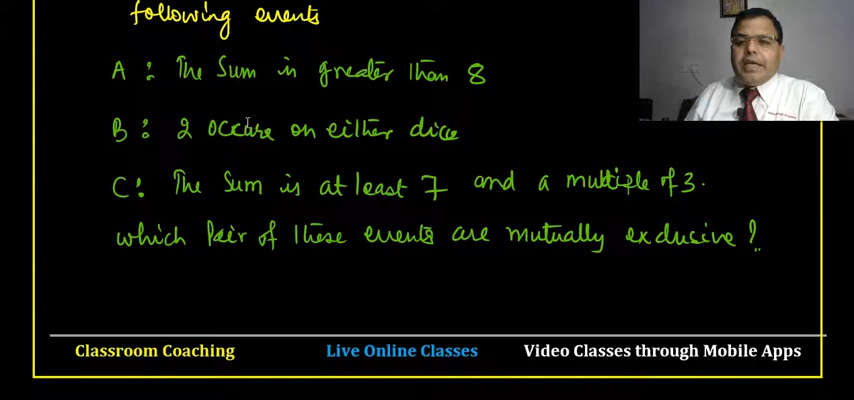 following events
A : The Sum is greater than 8
B : 2 occure on either dice
C : The Sum is at least 7 and a multiple of 3.
which Pair of These events are mutually exclusive ?
Classroom Coaching Live Online Classes Video Classes through Mobile Apps